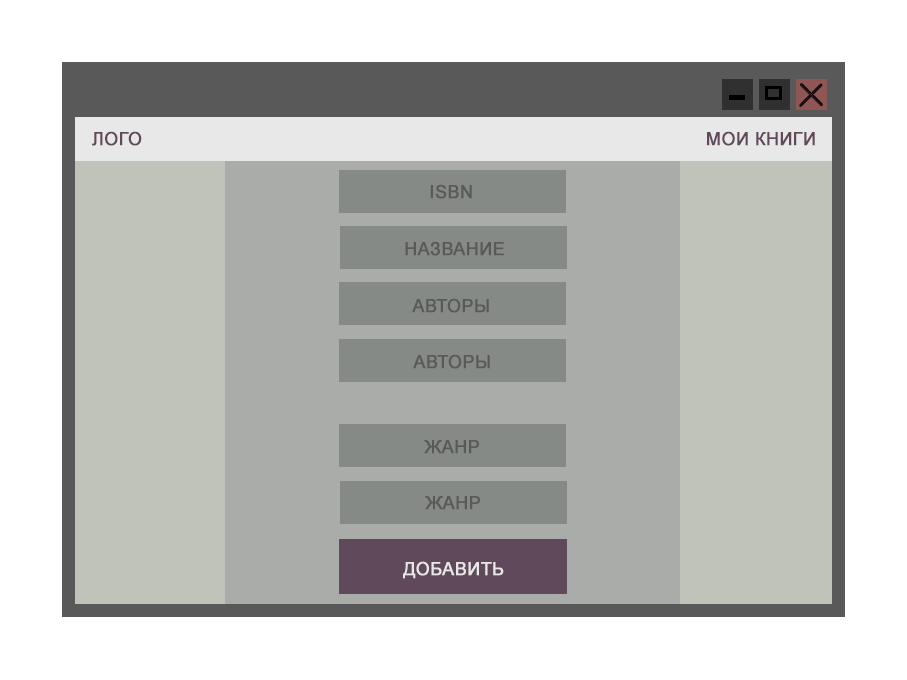 ЛОГО
МОИ КНИГИ
ISBN
НАЗВАНИЕ
АВТОРЫ
АВТОРЫ
ЖАНР
ЖАНР
ДОБАВИТЬ